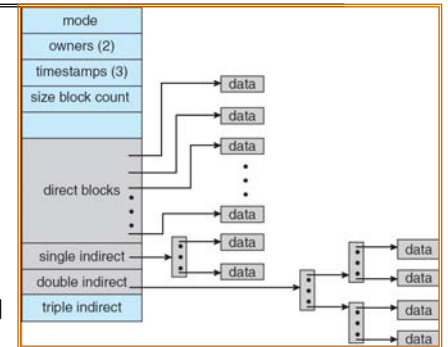 mode
owners (2)
timestamps (3)
size block count
data
data
data
direct blocks
data
data
single indirect
data
data
double indirect
data
triple indirect
data
data